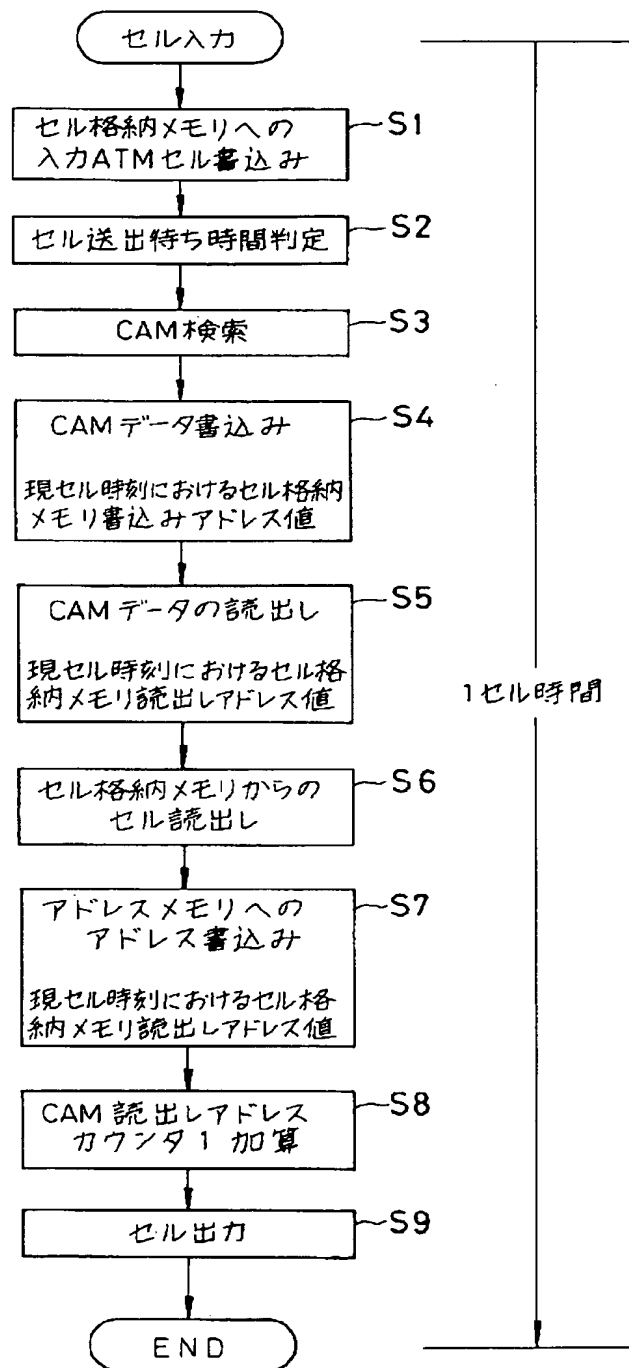 セル入力
セル格納メモリへの
入力ATMセル書込み
S1
セル送出待ち時間判定
S2
CAM検索
S3
CAMデータ書込み
現セル時刻におけるセル格納
メモリ書込みアドレス値
S4
CAMデータの読出し
現セル時刻におけるセル格
納メモリ読出しアドレス値
S5
1セル時間
セル格納メモリからの
セル読出し
S6
アドレスメモリへの
アドレス書込み
現セル時刻におけるセル格
納メモリ読出しアドレス値
S7
CAM読出しアドレス
カウンタ1加算
S8
セル出力
S9
END